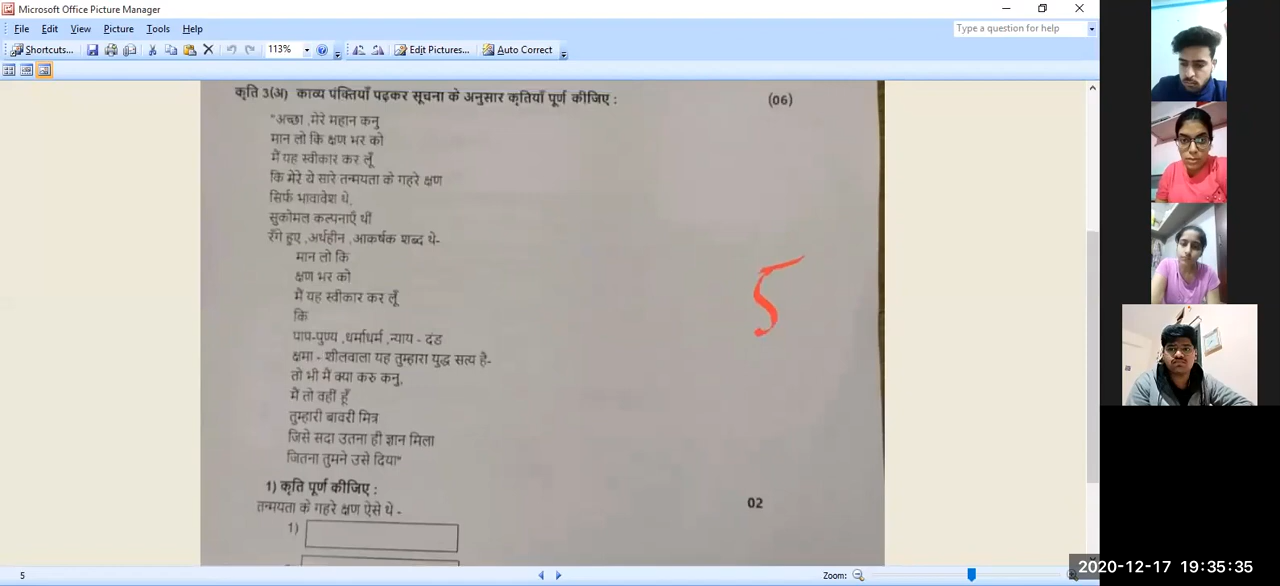 Microsoft Office Picture Manager
File Edit View Picture Tools Help
Type a question for help
Shortcuts... 113% Edit Pictures... Auto Correct
कृति 3(अ) काव्य पंक्तियाँ पढ़कर सूचना के अनुसार कृतियाँ पूर्ण कीजिए : (06)
"अच्छा ,मेरे महान कनु
मान लो कि क्षण भर को
मैं यह स्वीकार कर लूँ
कि मेरे ये सारे तन्मयता के गहरे क्षण
सिर्फ भावावेश थे,
सुकोमल कल्पनाएँ थीं
रँगे हुए ,अर्थहीन ,आकर्षक शब्द थे-
मान लो कि
क्षण भर को
मैं यह स्वीकार कर लूँ
कि
पाप-पुण्य ,धर्माधर्म ,न्याय - दंड
क्षमा - शीलवाला यह तुम्हारा युद्ध सत्य है-
तो भी मैं क्या करु कनु,
मैं तो वहीं हूँ
तुम्हारी बावरी मित्र
जिसे सदा उतना ही ज्ञान मिला
जितना तुमने उसे दिया"
5
1) कृति पूर्ण कीजिए :
02
तन्मयता के गहरे क्षण ऐसे थे -
1)
5
Zoom:
2020-12-17 19:35:35